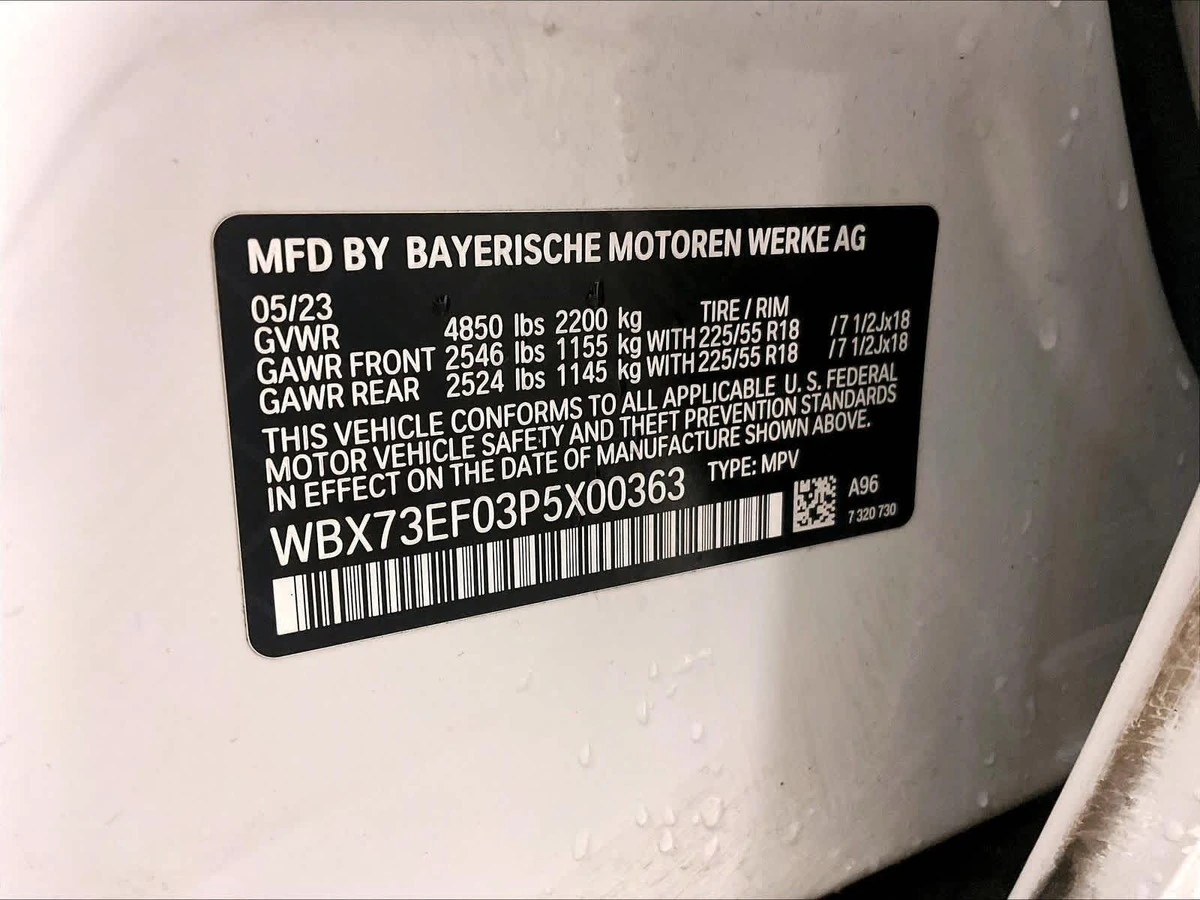 MFD BY BAYERISCHE MOTOREN WERKE AG
05/23 TIRE / RIM
GVWR 4850 lbs 2200 kg
GAWR FRONT 2546 lbs 1155 kg WITH 225/55 R18 /7 1/2Jx18
GAWR REAR 2524 lbs 1145 kg WITH 225/55 R18 /7 1/2Jx18
THIS VEHICLE CONFORMS TO ALL APPLICABLE U. S. FEDERAL
MOTOR VEHICLE SAFETY AND THEFT PREVENTION STANDARDS
IN EFFECT ON THE DATE OF MANUFACTURE SHOWN ABOVE.
WBX73EF03P5X00363 TYPE: MPV
A96
7 320 730